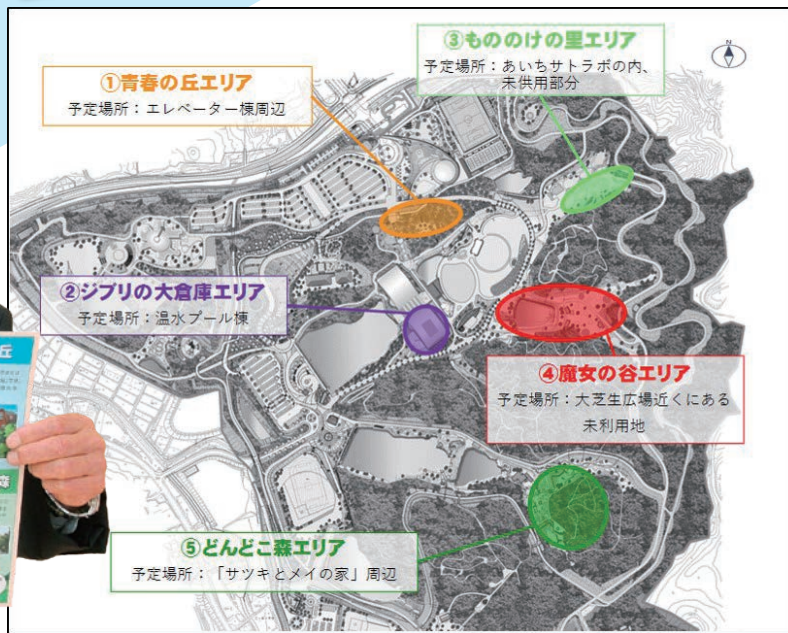 ①青春の丘エリア
予定場所：エレベーター棟周辺
③もののけの里エリア
予定場所：あいちサトラボの内、
未供用部分
N
②ジブリの大倉庫エリア
予定場所：温水プール棟
④魔女の谷エリア
予定場所：大芝生広場近くにある
未利用地
⑤どんどこ森エリア
予定場所：「サツキとメイの家」周辺
丘
森